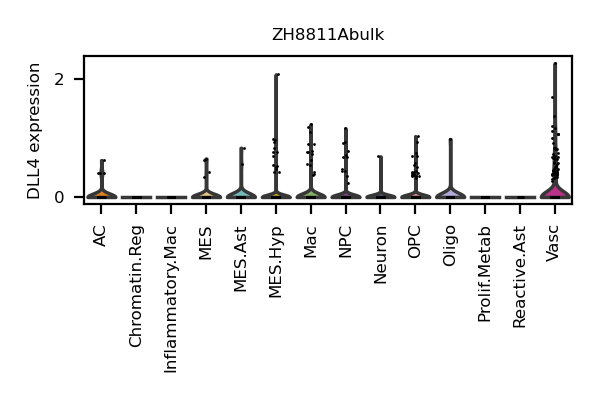 ZH8811Abulk
DLL4 expression
2
0
AC
Chromatin.Reg
Inflammatory.Mac
MES
MES.Ast
MES.Hyp
Mac
NPC
Neuron
OPC
Oligo
Prolif.Metab
Reactive.Ast
Vasc